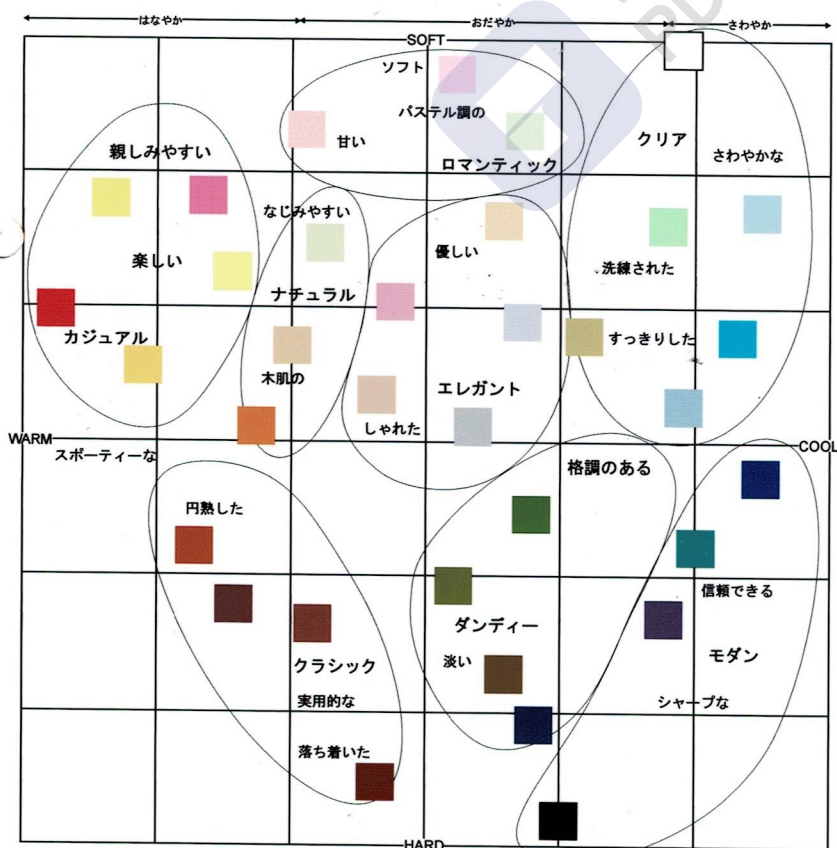 はなやか
おだやか
さわやか
SOFT
ソフト
パステル調の
甘い
ロマンティック
クリア
さわやかな
親しみやすい
なじみやすい
優しい
楽しい
洗練された
ナチュラル
カジュアル
すっきりした
木肌の
エレガント
しゃれた
WARM
COOL
スポーティーな
格調のある
円熟した
信頼できる
ダンディー
モダン
淡い
クラシック
実用的な
シャープな
落ち着いた
HARD